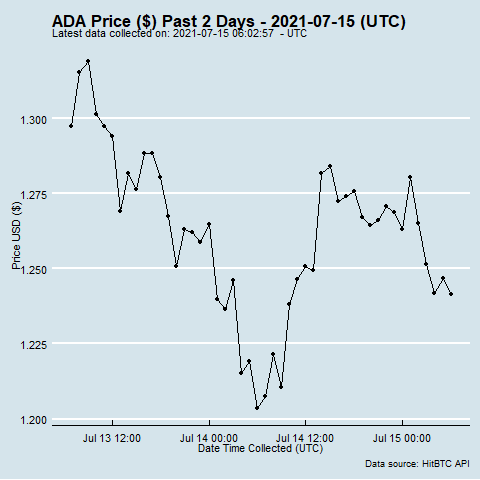 ADA Price ($) Past 2 Days - 2021-07-15 (UTC)
Latest data collected on: 2021-07-15 06:02:57  - UTC
1.300
1.275
1.250
1.225
1.200
Price USD ($)
Jul 13 12:00
Jul 14 00:00
Jul 14 12:00
Jul 15 00:00
Date Time Collected (UTC)
Data source: HitBTC API